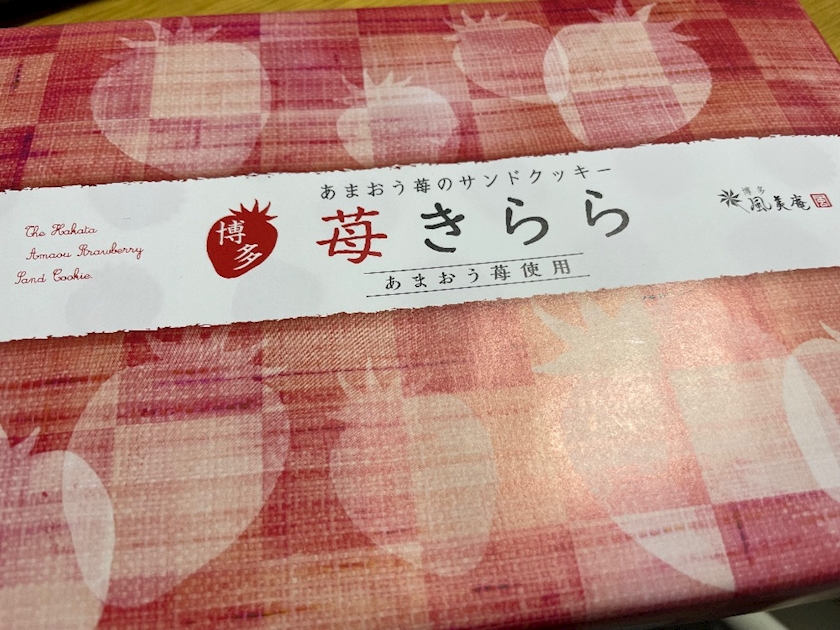 The Hakata
Amaou Strawberry
Sand Cookie.
博多
あまおう苺のサンドクッキー
苺きらら
あまおう苺使用
博多
風美庵